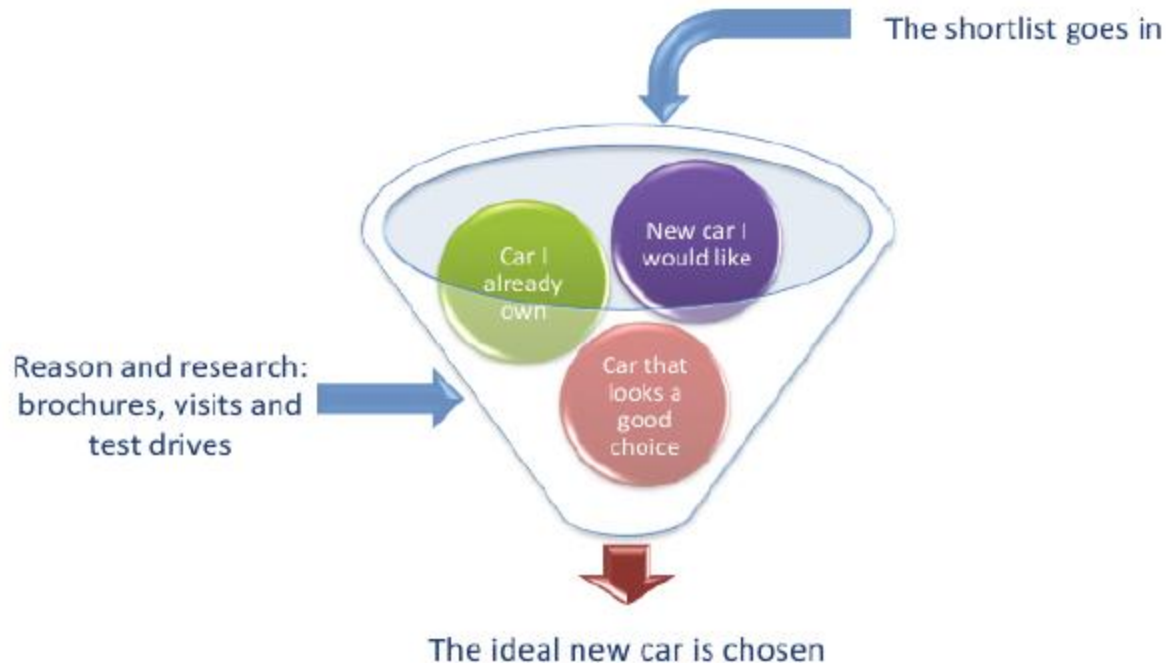 The shortlist goes in
New car I
would like
Car I
already
own
Reason and research:
brochures, visits and
test drives
Car that
looks a
good
choice
The ideal new car is chosen